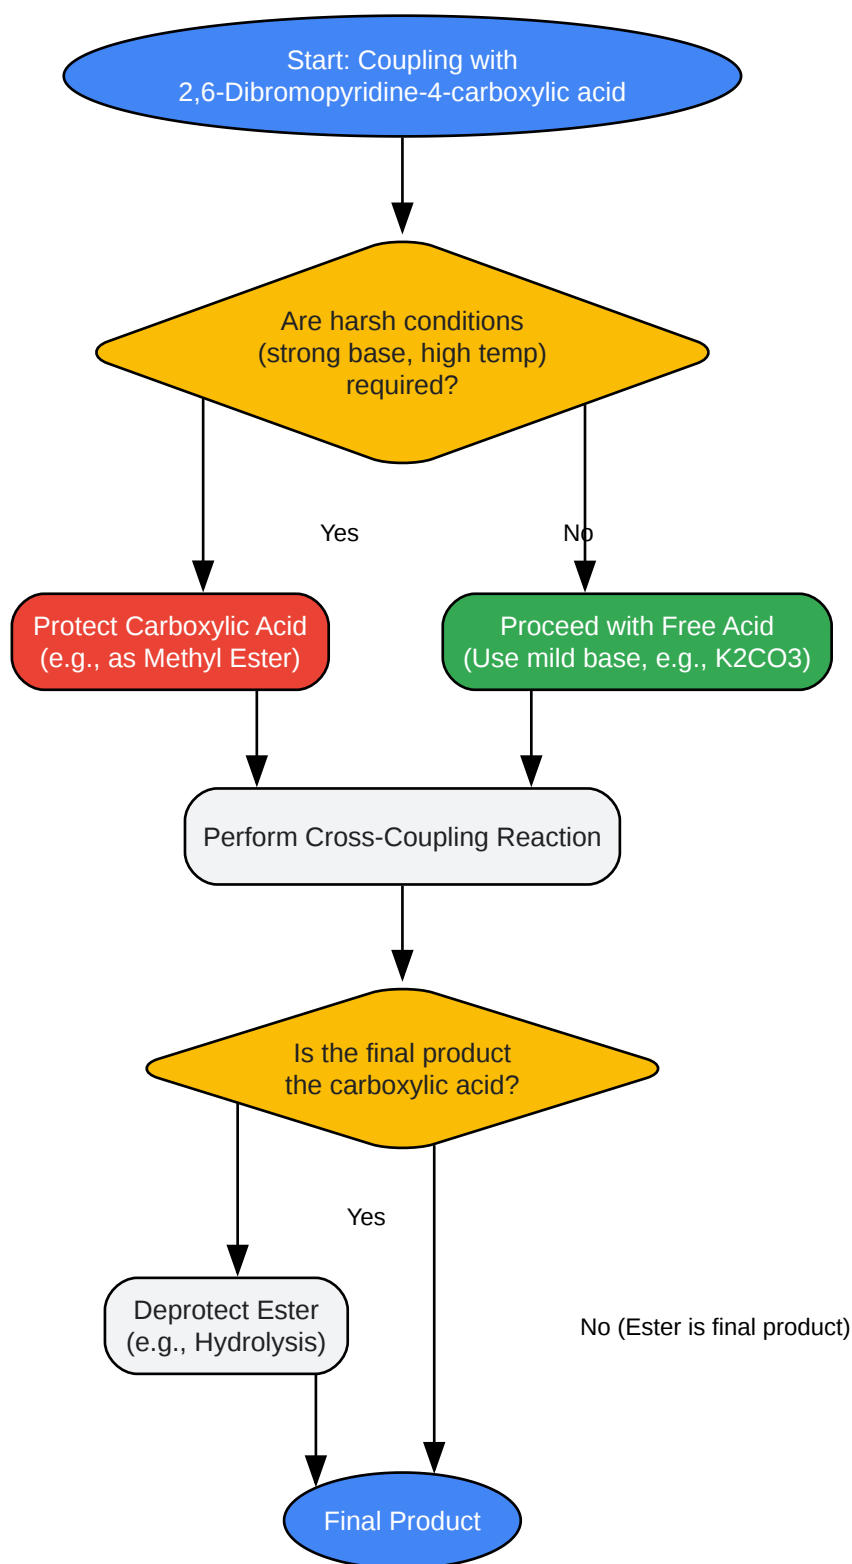 Start: Coupling with
2,6-Dibromopyridine-4-carboxylic acid
Are harsh conditions
(strong base, high temp)
required?
Yes
No
Protect Carboxylic Acid
(e.g., as Methyl Ester)
Proceed with Free Acid
(Use mild base, e.g., K2CO3)
Perform Cross-Coupling Reaction
Is the final product
the carboxylic acid?
Yes
Deprotect Ester
(e.g., Hydrolysis)
No (Ester is final product)
Final Product